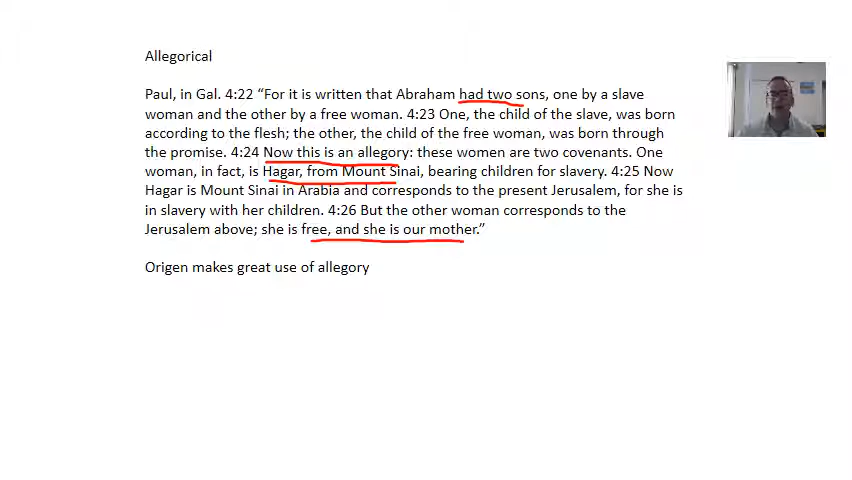 Allegorical
Paul, in Gal. 4:22 “For it is written that Abraham had two sons, one by a slave
woman and the other by a free woman. 4:23 One, the child of the slave, was born
according to the flesh; the other, the child of the free woman, was born through
the promise. 4:24 Now this is an allegory: these women are two covenants. One
woman, in fact, is Hagar, from Mount Sinai, bearing children for slavery. 4:25 Now
Hagar is Mount Sinai in Arabia and corresponds to the present Jerusalem, for she is
in slavery with her children. 4:26 But the other woman corresponds to the
Jerusalem above; she is free, and she is our mother.”
Origen makes great use of allegory